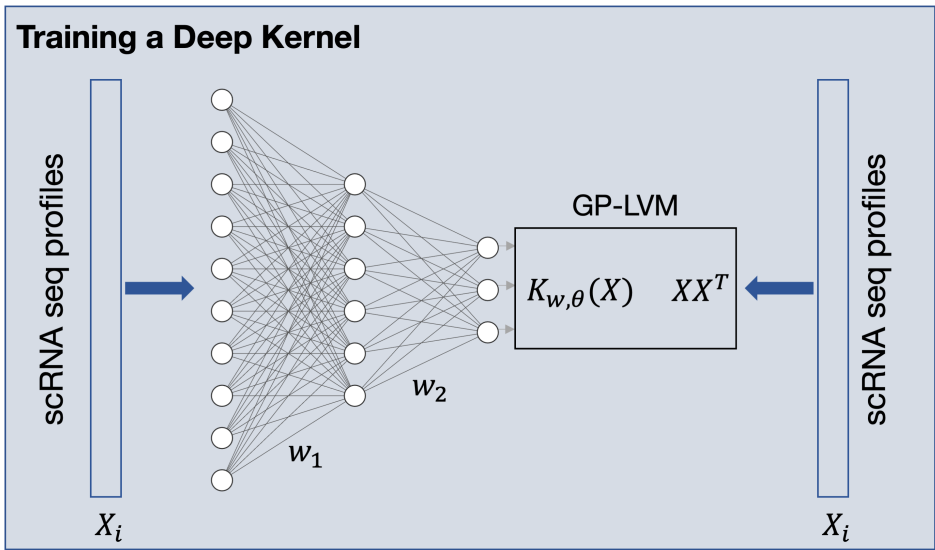 Training a Deep Kernel
scRNA seq profiles
X_i
w_1
w_2
GP-LVM
K_{w,θ}(X) XX^T
scRNA seq profiles
X_i